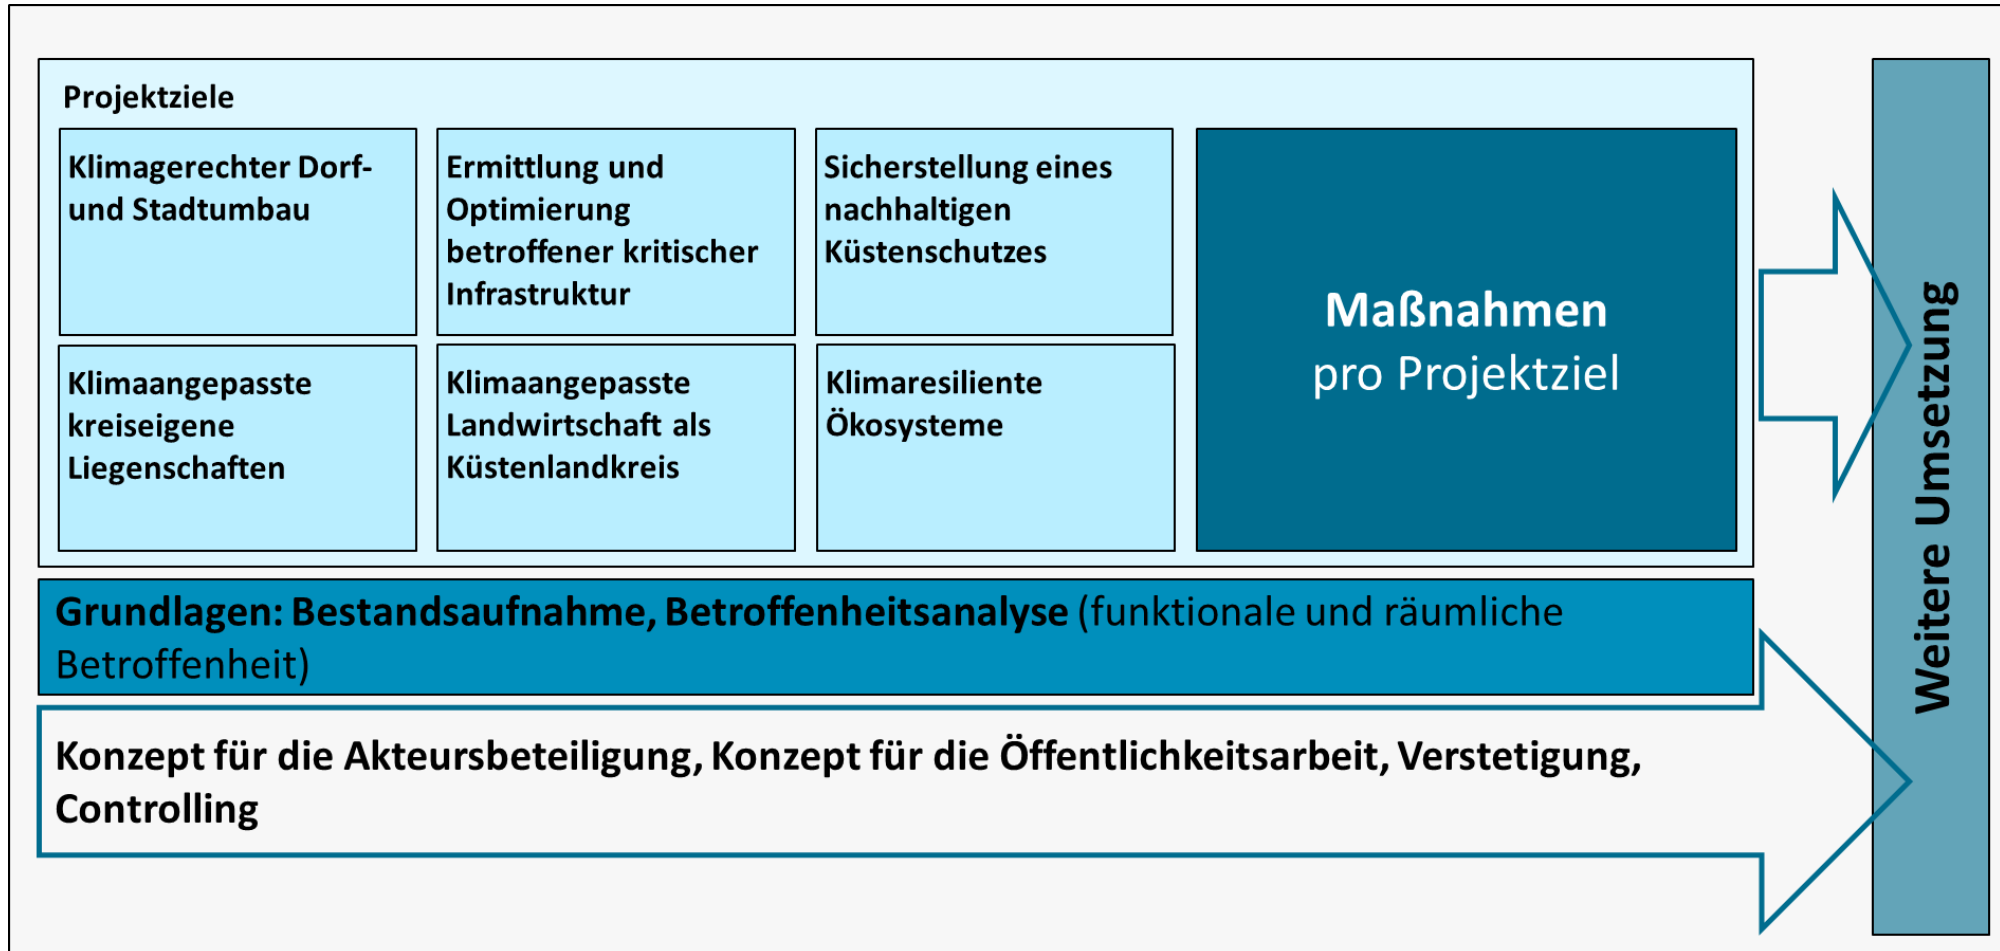 Projektziele
Klimagerechter Dorf-
und Stadtumbau
Ermittlung und
Optimierung
betroffener kritischer
Infrastruktur
Sicherstellung eines
nachhaltigen
Küstenschutzes
Klimaangepasste
kreiseigene
Liegenschaften
Klimaangepasste
Landwirtschaft als
Küstenlandkreis
Klimaresiliente
Ökosysteme
Maßnahmen
pro Projektziel
Grundlagen: Bestandsaufnahme, Betroffenheitsanalyse (funktionale und räumliche
Betroffenheit)
Konzept für die Akteursbeteiligung, Konzept für die Öffentlichkeitsarbeit, Verstetigung,
Controlling
Weitere Umsetzung